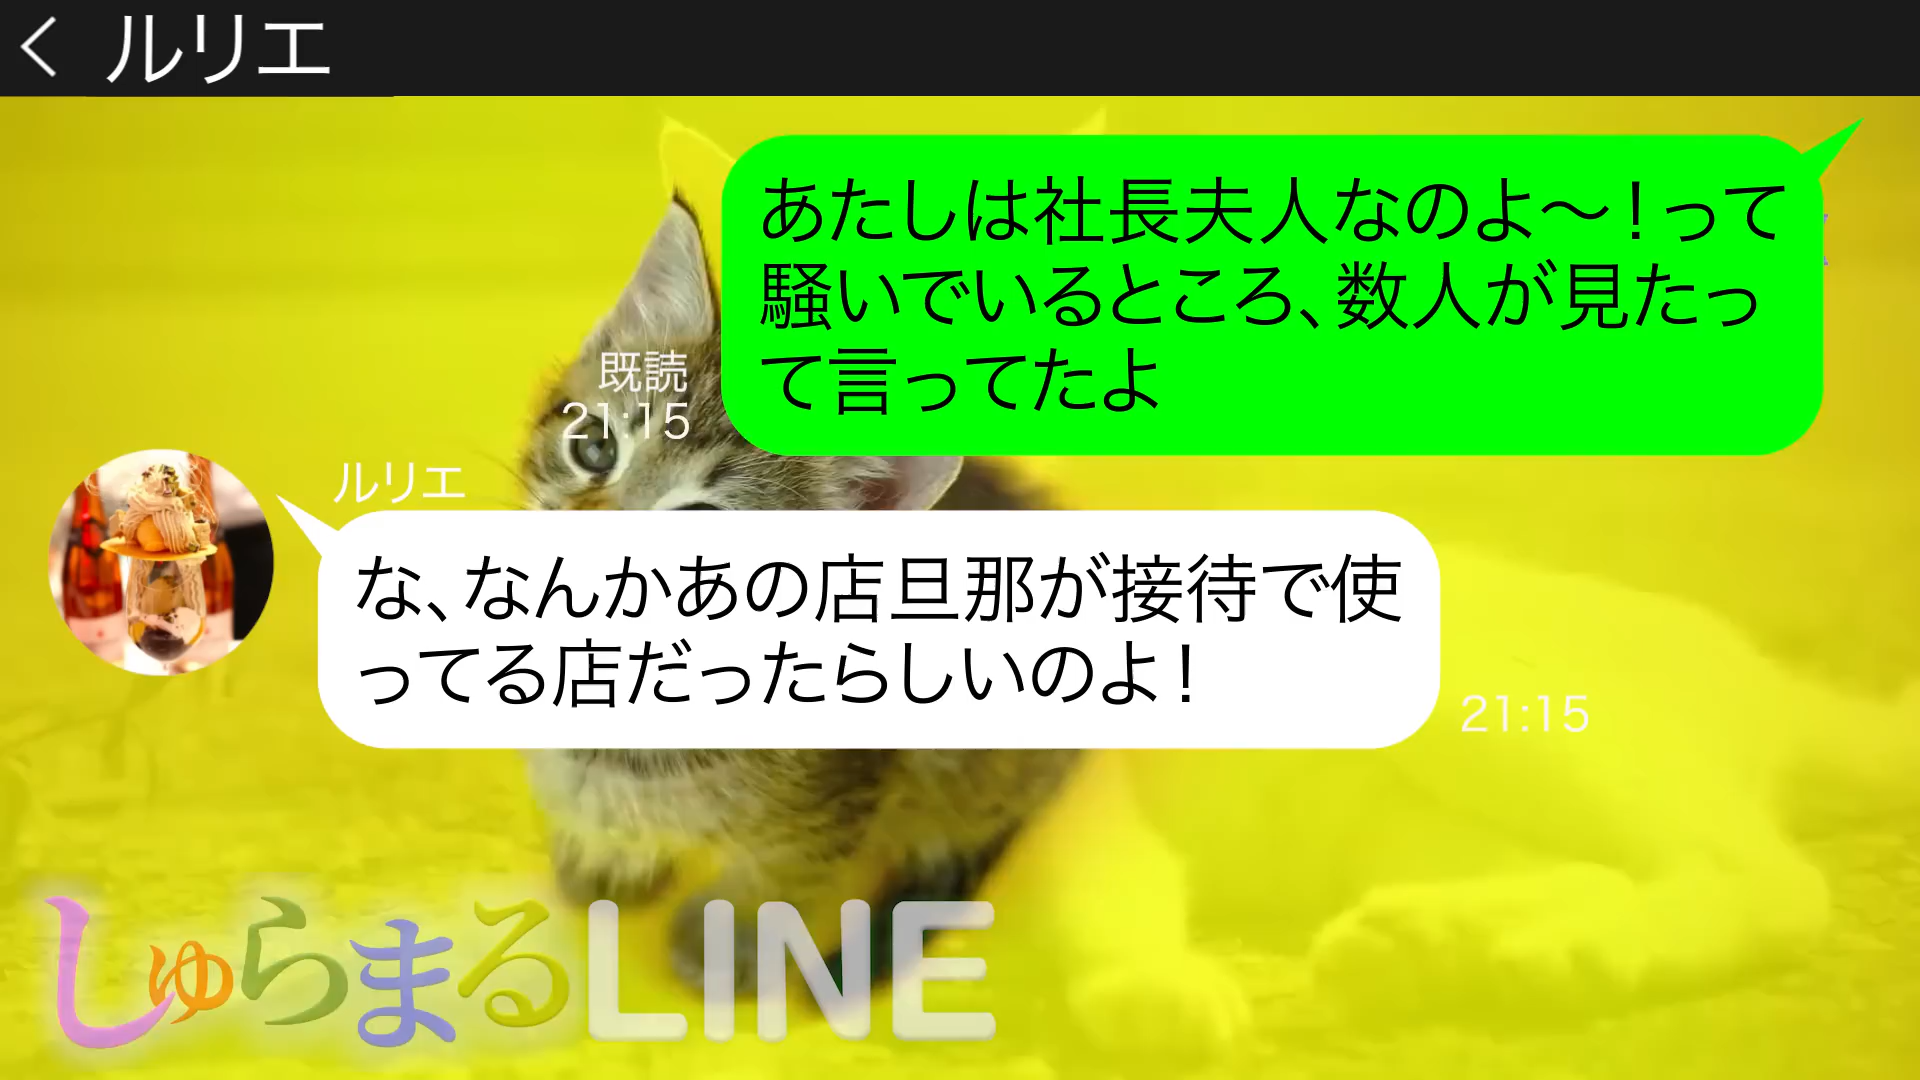 ルリエ
あたしは社長夫人なのよ〜！って
騒いでいるところ、数人が見たっ
て言ってたよ
既読
21:15
ルリエ
な、なんかあの店旦那が接待で使
ってる店だったらしいのよ！
21:15
しゅらまるLINE